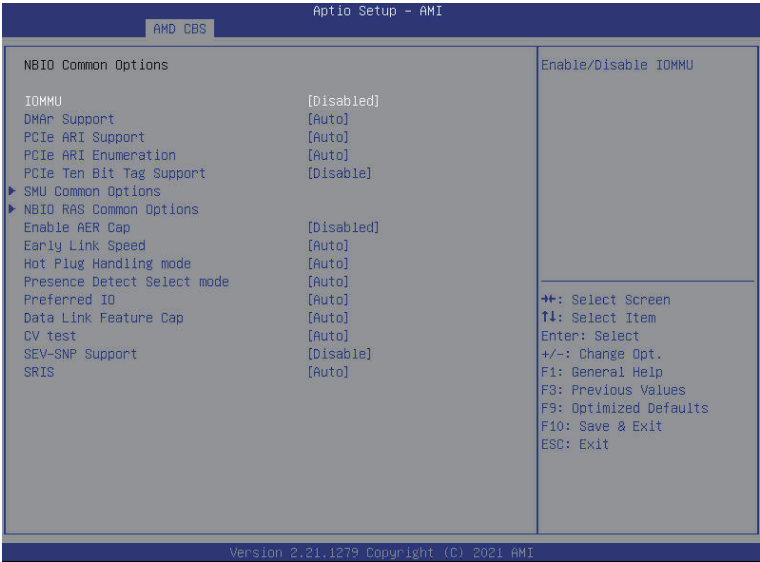 Aptio Setup – AMI
AMD CBS
NBIO Common Options
IOMMU [Disabled]
DMAr Support [Auto]
PCIe ARI Support [Auto]
PCIe ARI Enumeration [Auto]
PCIe Ten Bit Tag Support [Disable]
SMU Common Options
NBIO RAS Common Options
Enable AER Cap [Disabled]
Early Link Speed [Auto]
Hot Plug Handling mode [Auto]
Presence Detect Select mode [Auto]
Preferred IO [Auto]
Data Link Feature Cap [Auto]
CV test [Auto]
SEV-SNP Support [Disable]
SRIS [Auto]
Enable/Disable IOMMU
→←: Select Screen
↑↓: Select Item
Enter: Select
+/-: Change Opt.
F1: General Help
F3: Previous Values
F9: Optimized Defaults
F10: Save & Exit
ESC: Exit
Version 2.21.1279 Copyright (C) 2021 AMI